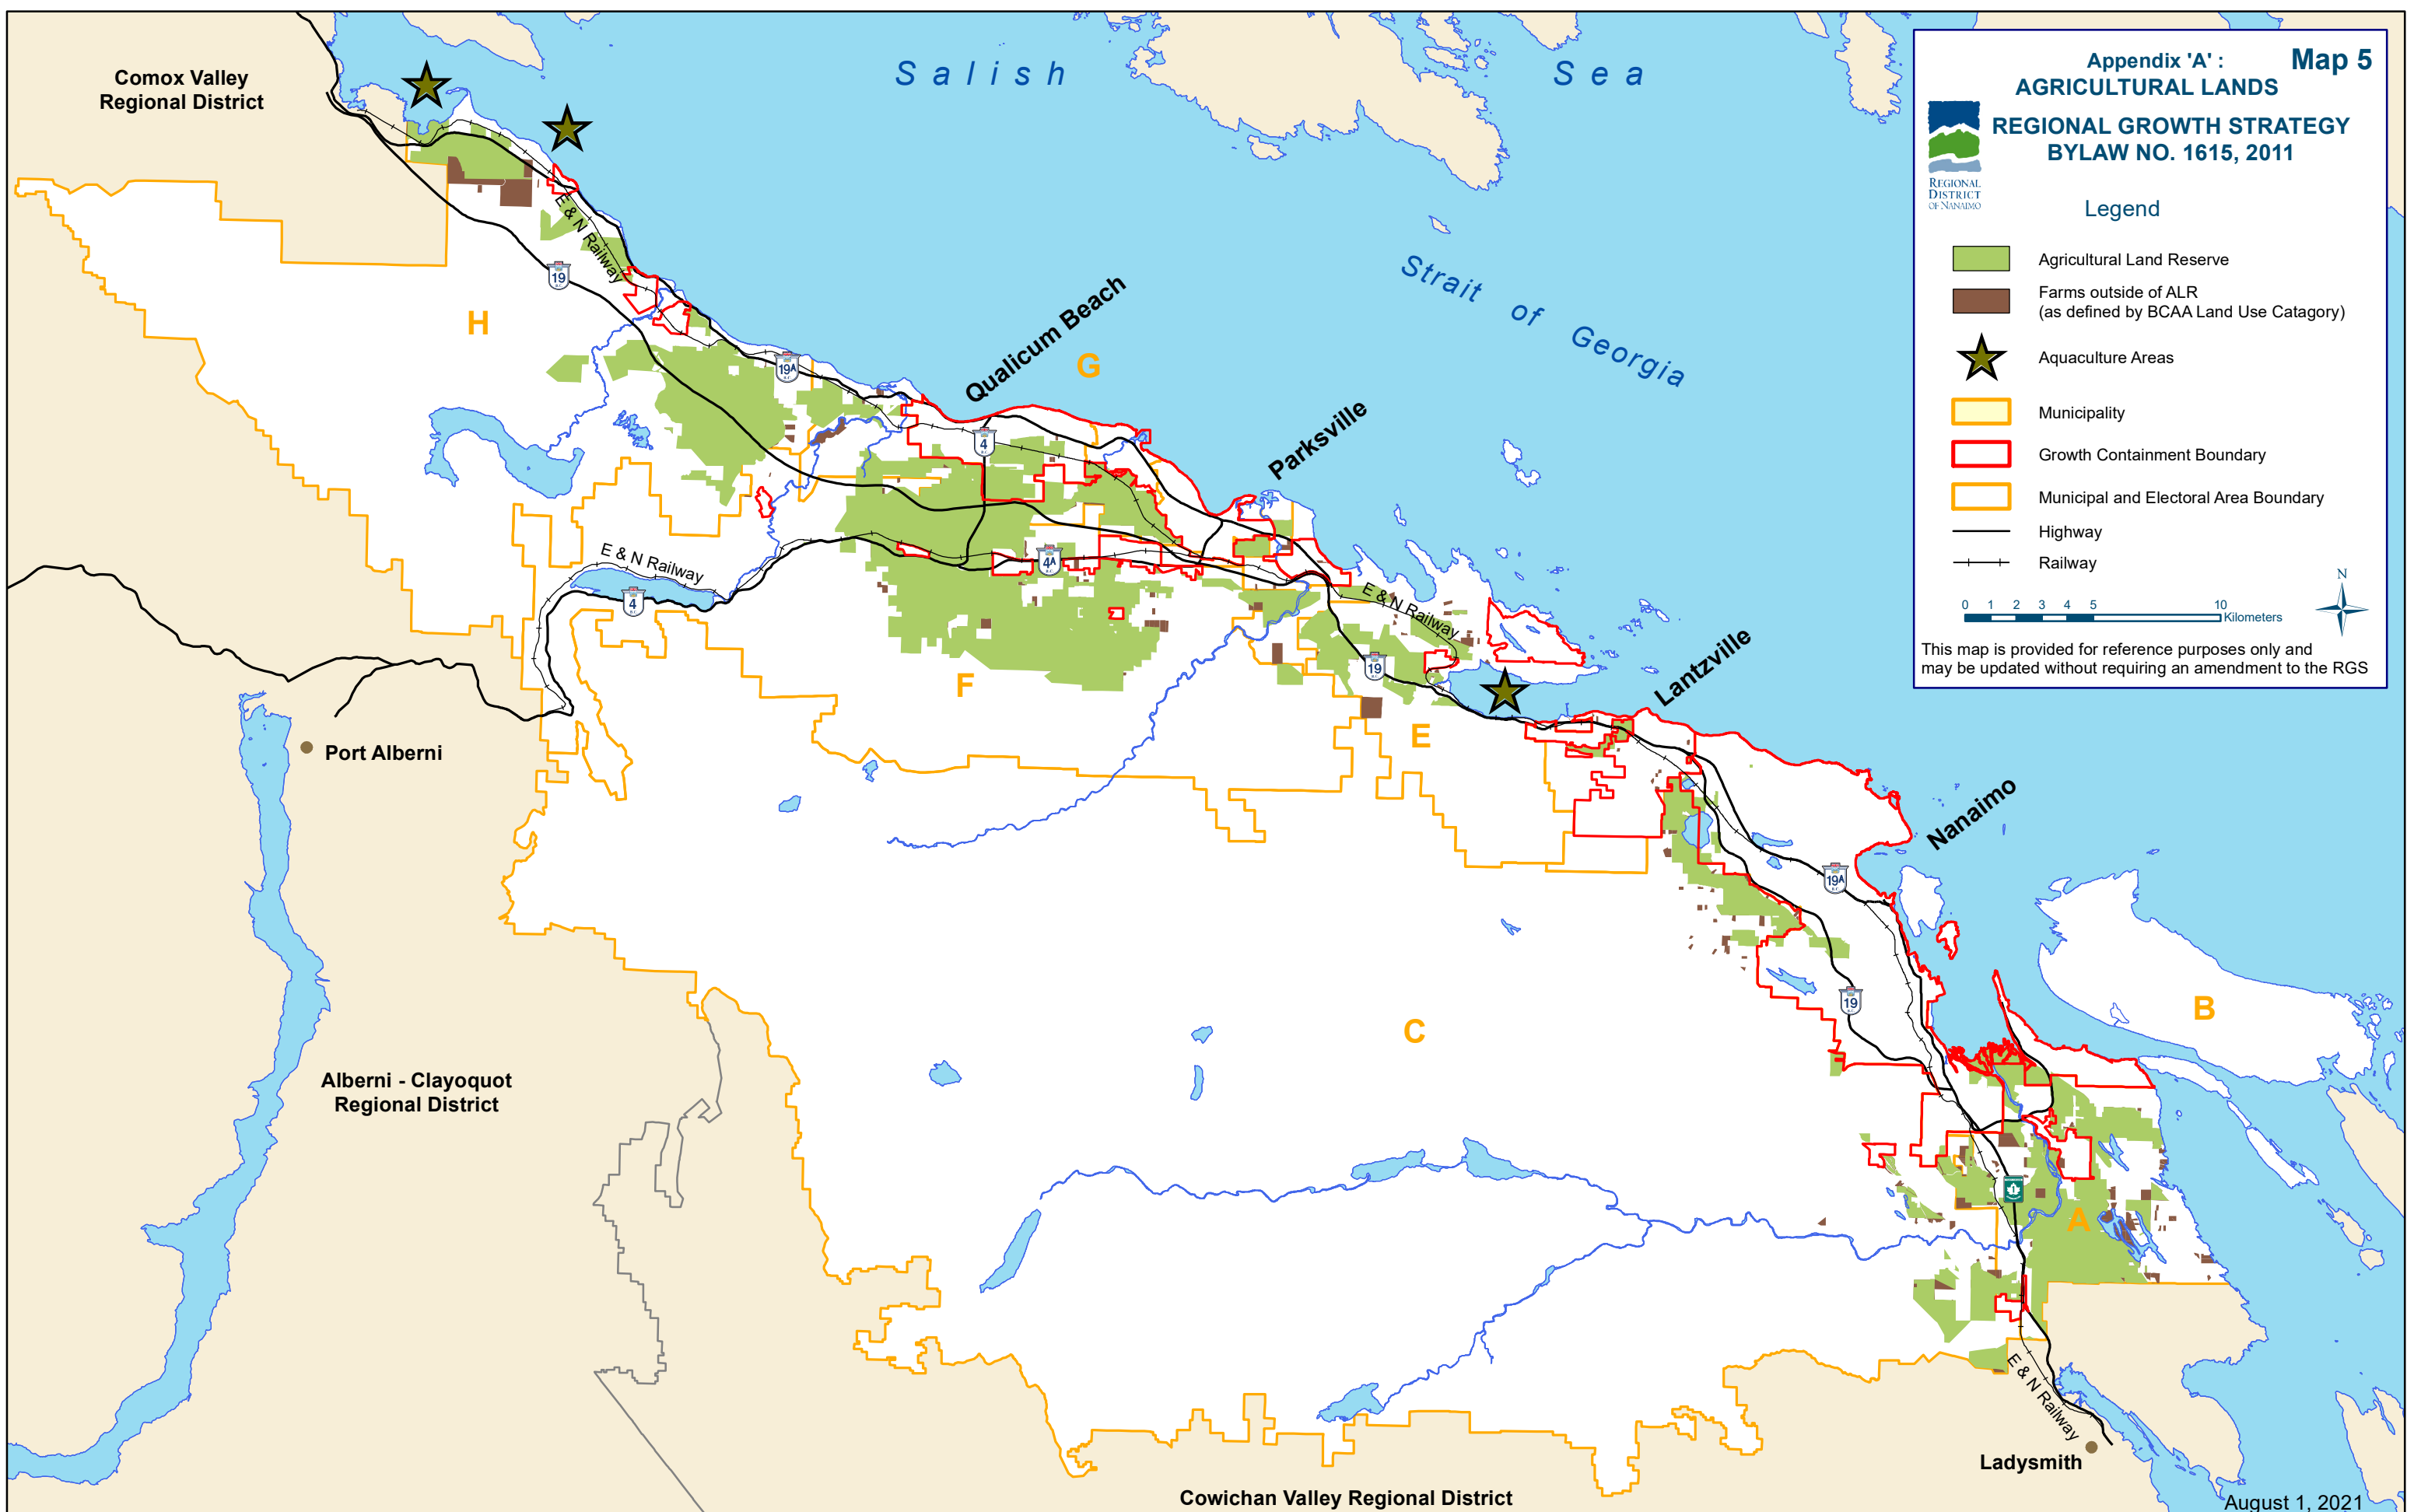 Comox Valley
Regional District
Salish Sea
Strait of Georgia
Appendix 'A' :
Map 5
AGRICULTURAL LANDS
REGIONAL GROWTH STRATEGY
BYLAW NO. 1615, 2011
REGIONAL
DISTRICT
OF NANAIMO
Legend
Agricultural Land Reserve
Farms outside of ALR
(as defined by BCAA Land Use Catagory)
Aquaculture Areas
Municipality
Growth Containment Boundary
Municipal and Electoral Area Boundary
Highway
Railway
N
0 1 2 3 4 5 10
Kilometers
This map is provided for reference purposes only and
may be updated without requiring an amendment to the RGS
E & N Railway
19
H
19A
Qualicum Beach
G
4
Parksville
E & N Railway
4
4A
E & N Railway
19
F
E
Lantzville
Port Alberni
Nanaimo
19A
19
B
C
Alberni - Clayoquot
Regional District
1
A
E & N Railway
Ladysmith
Cowichan Valley Regional District
August 1, 2021